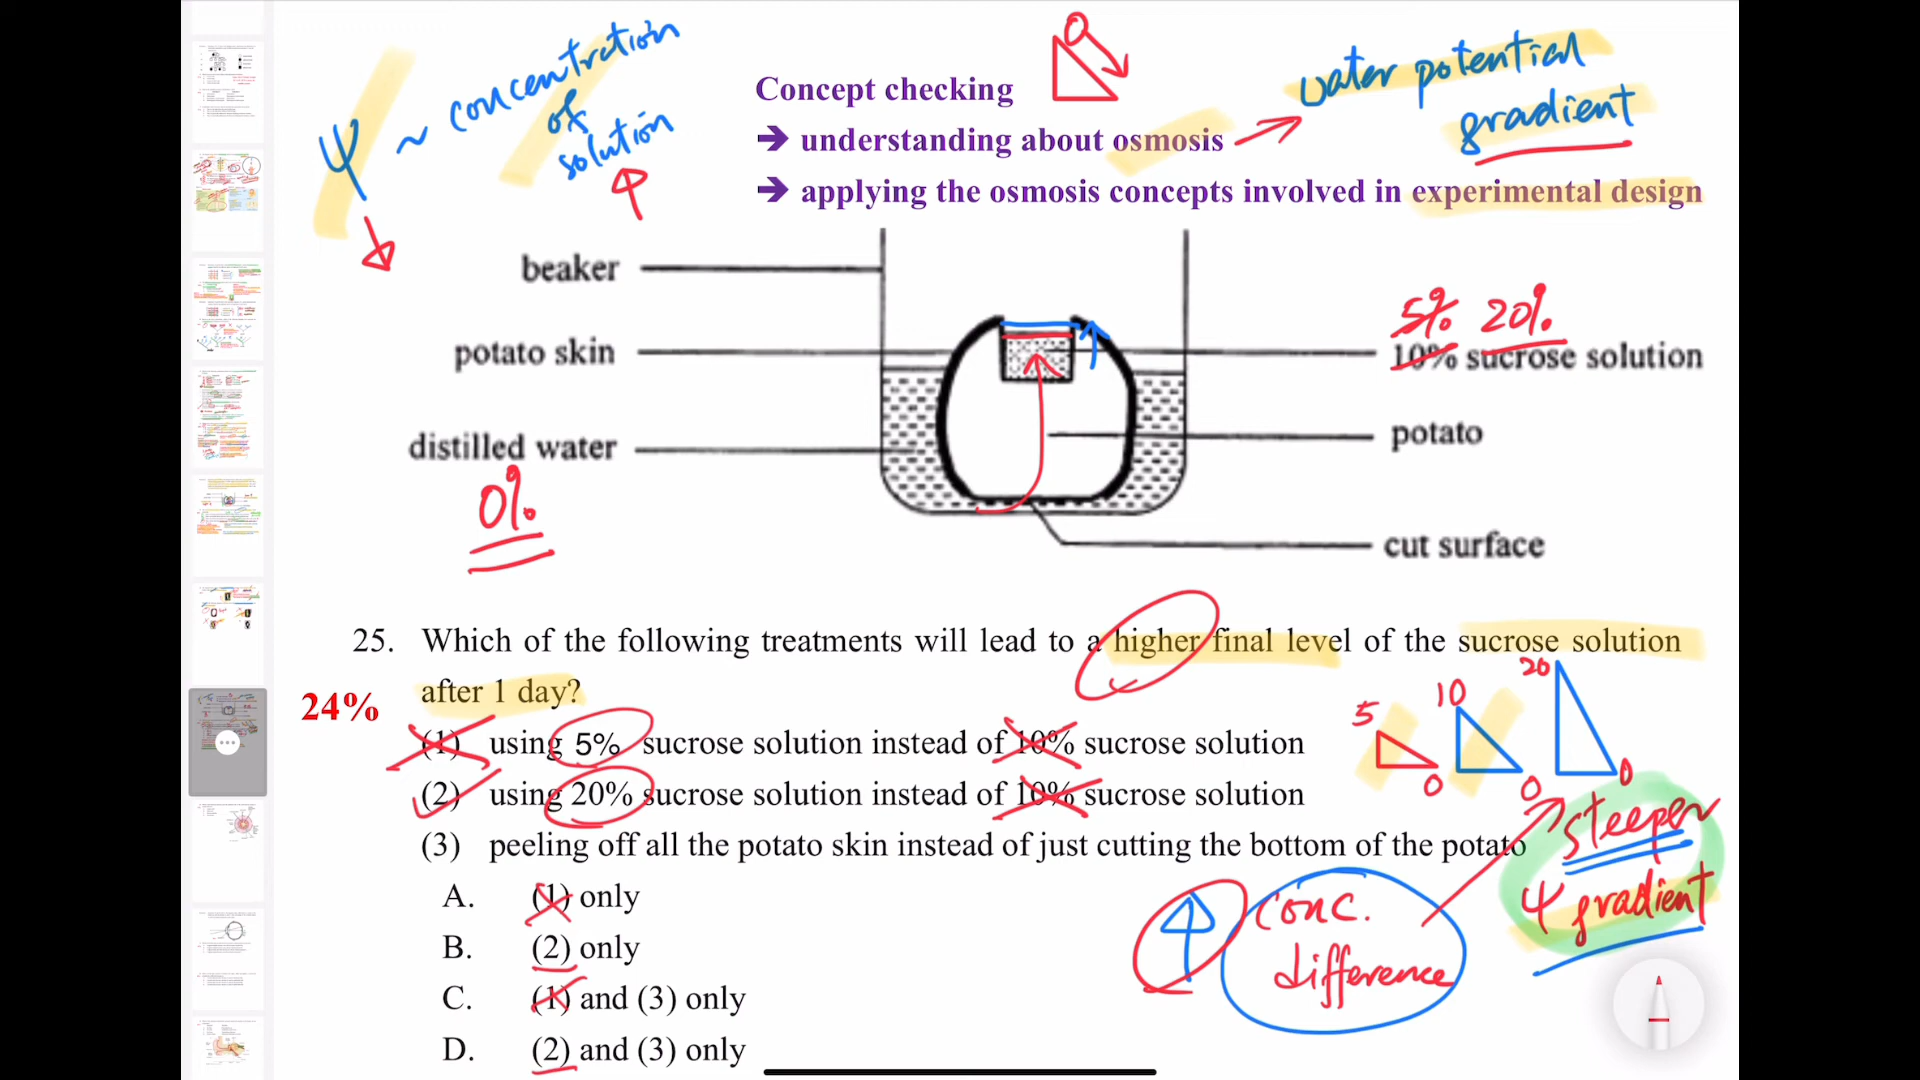 ψ ~ concentration
of
solution
Concept checking
water potential
gradient
➔ understanding about osmosis
➔ applying the osmosis concepts involved in experimental design
beaker
5% 20%
potato skin
10% sucrose solution
distilled water
potato
0%
cut surface
25. Which of the following treatments will lead to a higher final level of the sucrose solution
after 1 day?
24%
5 10 20
0 0 0
(1) using 5% sucrose solution instead of 10% sucrose solution
(2) using 20% sucrose solution instead of 10% sucrose solution
(3) peeling off all the potato skin instead of just cutting the bottom of the potato
steeper
ψ gradient
conc.
difference
A. (1) only
B. (2) only
C. (1) and (3) only
D. (2) and (3) only